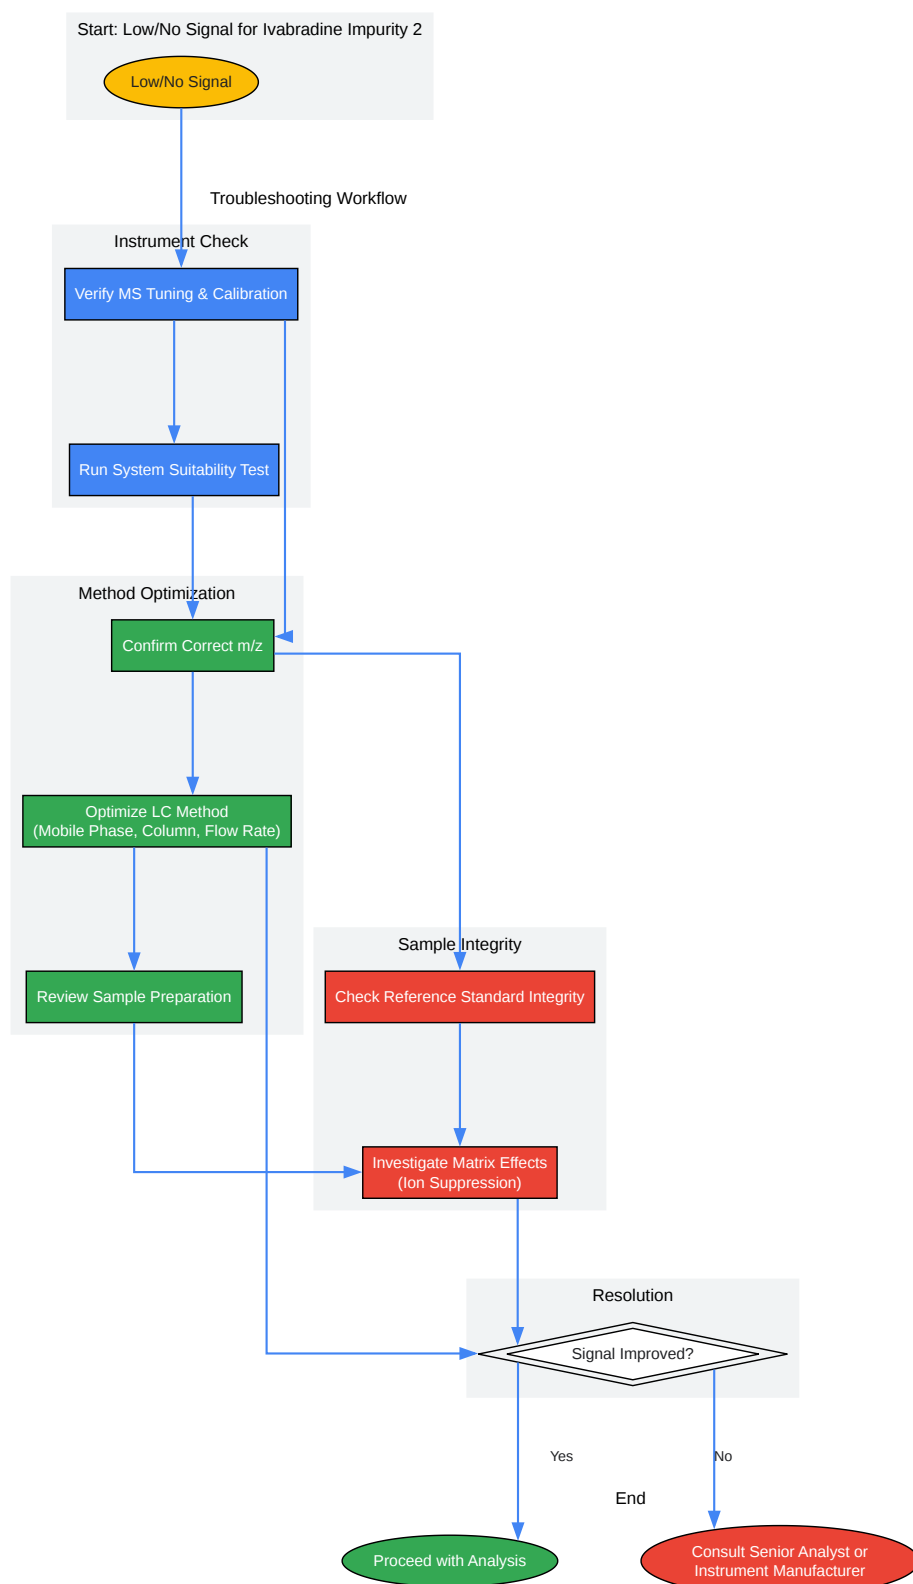 Start: Low/No Signal for Ivabradine Impurity 2
Low/No Signal
Troubleshooting Workflow
Instrument Check
Verify MS Tuning & Calibration
Run System Suitability Test
Method Optimization
Confirm Correct m/z
Optimize LC Method
(Mobile Phase, Column, Flow Rate)
Sample Integrity
Review Sample Preparation
Check Reference Standard Integrity
Investigate Matrix Effects
(Ion Suppression)
Resolution
Signal Improved?
Yes
No
End
Proceed with Analysis
Consult Senior Analyst or
Instrument Manufacturer